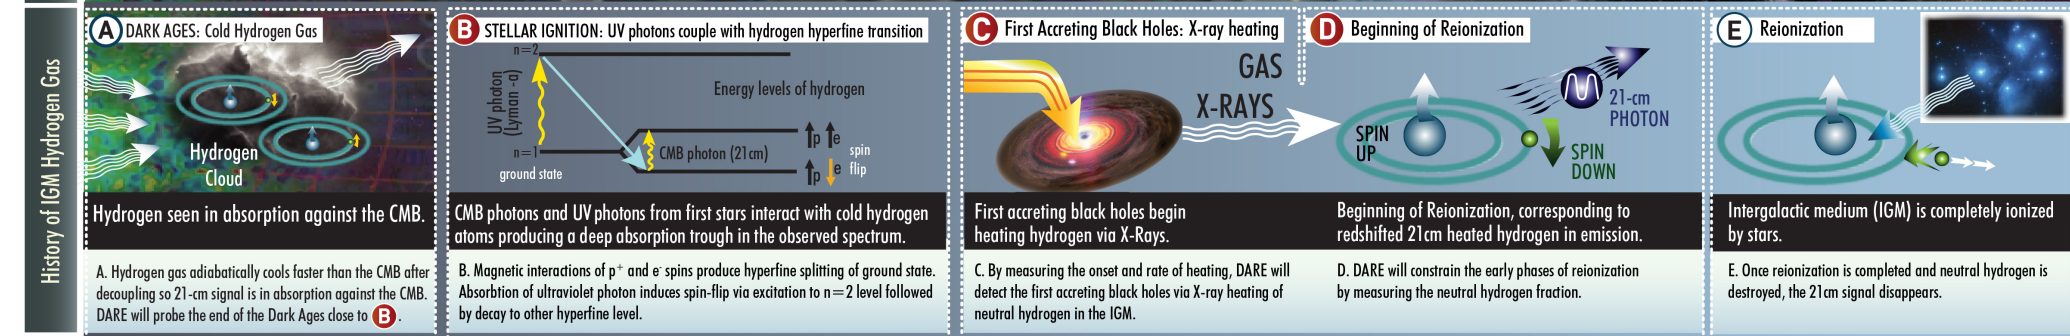 History of IGM Hydrogen Gas
A DARK AGES: Cold Hydrogen Gas
Hydrogen
Cloud
Hydrogen seen in absorption against the CMB.
A. Hydrogen gas adiabatically cools faster than the CMB after
decoupling so 21-cm signal is in absorption against the CMB.
DARE will probe the end of the Dark Ages close to B.
B STELLAR IGNITION: UV photons couple with hydrogen hyperfine transition
n=2
UV photon
(Lyman -α)
Energy levels of hydrogen
n=1
ground state
CMB photon (21cm)
p e
spin
flip
p e
CMB photons and UV photons from first stars interact with cold hydrogen
atoms producing a deep absorption trough in the observed spectrum.
B. Magnetic interactions of p+ and e- spins produce hyperfine splitting of ground state.
Absorbtion of ultraviolet photon induces spin-flip via excitation to n=2 level followed
by decay to other hyperfine level.
C First Accreting Black Holes: X-ray heating
GAS
X-RAYS
First accreting black holes begin
heating hydrogen via X-Rays.
C. By measuring the onset and rate of heating, DARE will
detect the first accreting black holes via X-ray heating of
neutral hydrogen in the IGM.
D Beginning of Reionization
SPIN
UP
21-cm
PHOTON
SPIN
DOWN
Beginning of Reionization, corresponding to
redshifted 21cm heated hydrogen in emission.
D. DARE will constrain the early phases of reionization
by measuring the neutral hydrogen fraction.
E Reionization
Intergalactic medium (IGM) is completely ionized
by stars.
E. Once reionization is completed and neutral hydrogen is
destroyed, the 21cm signal disappears.